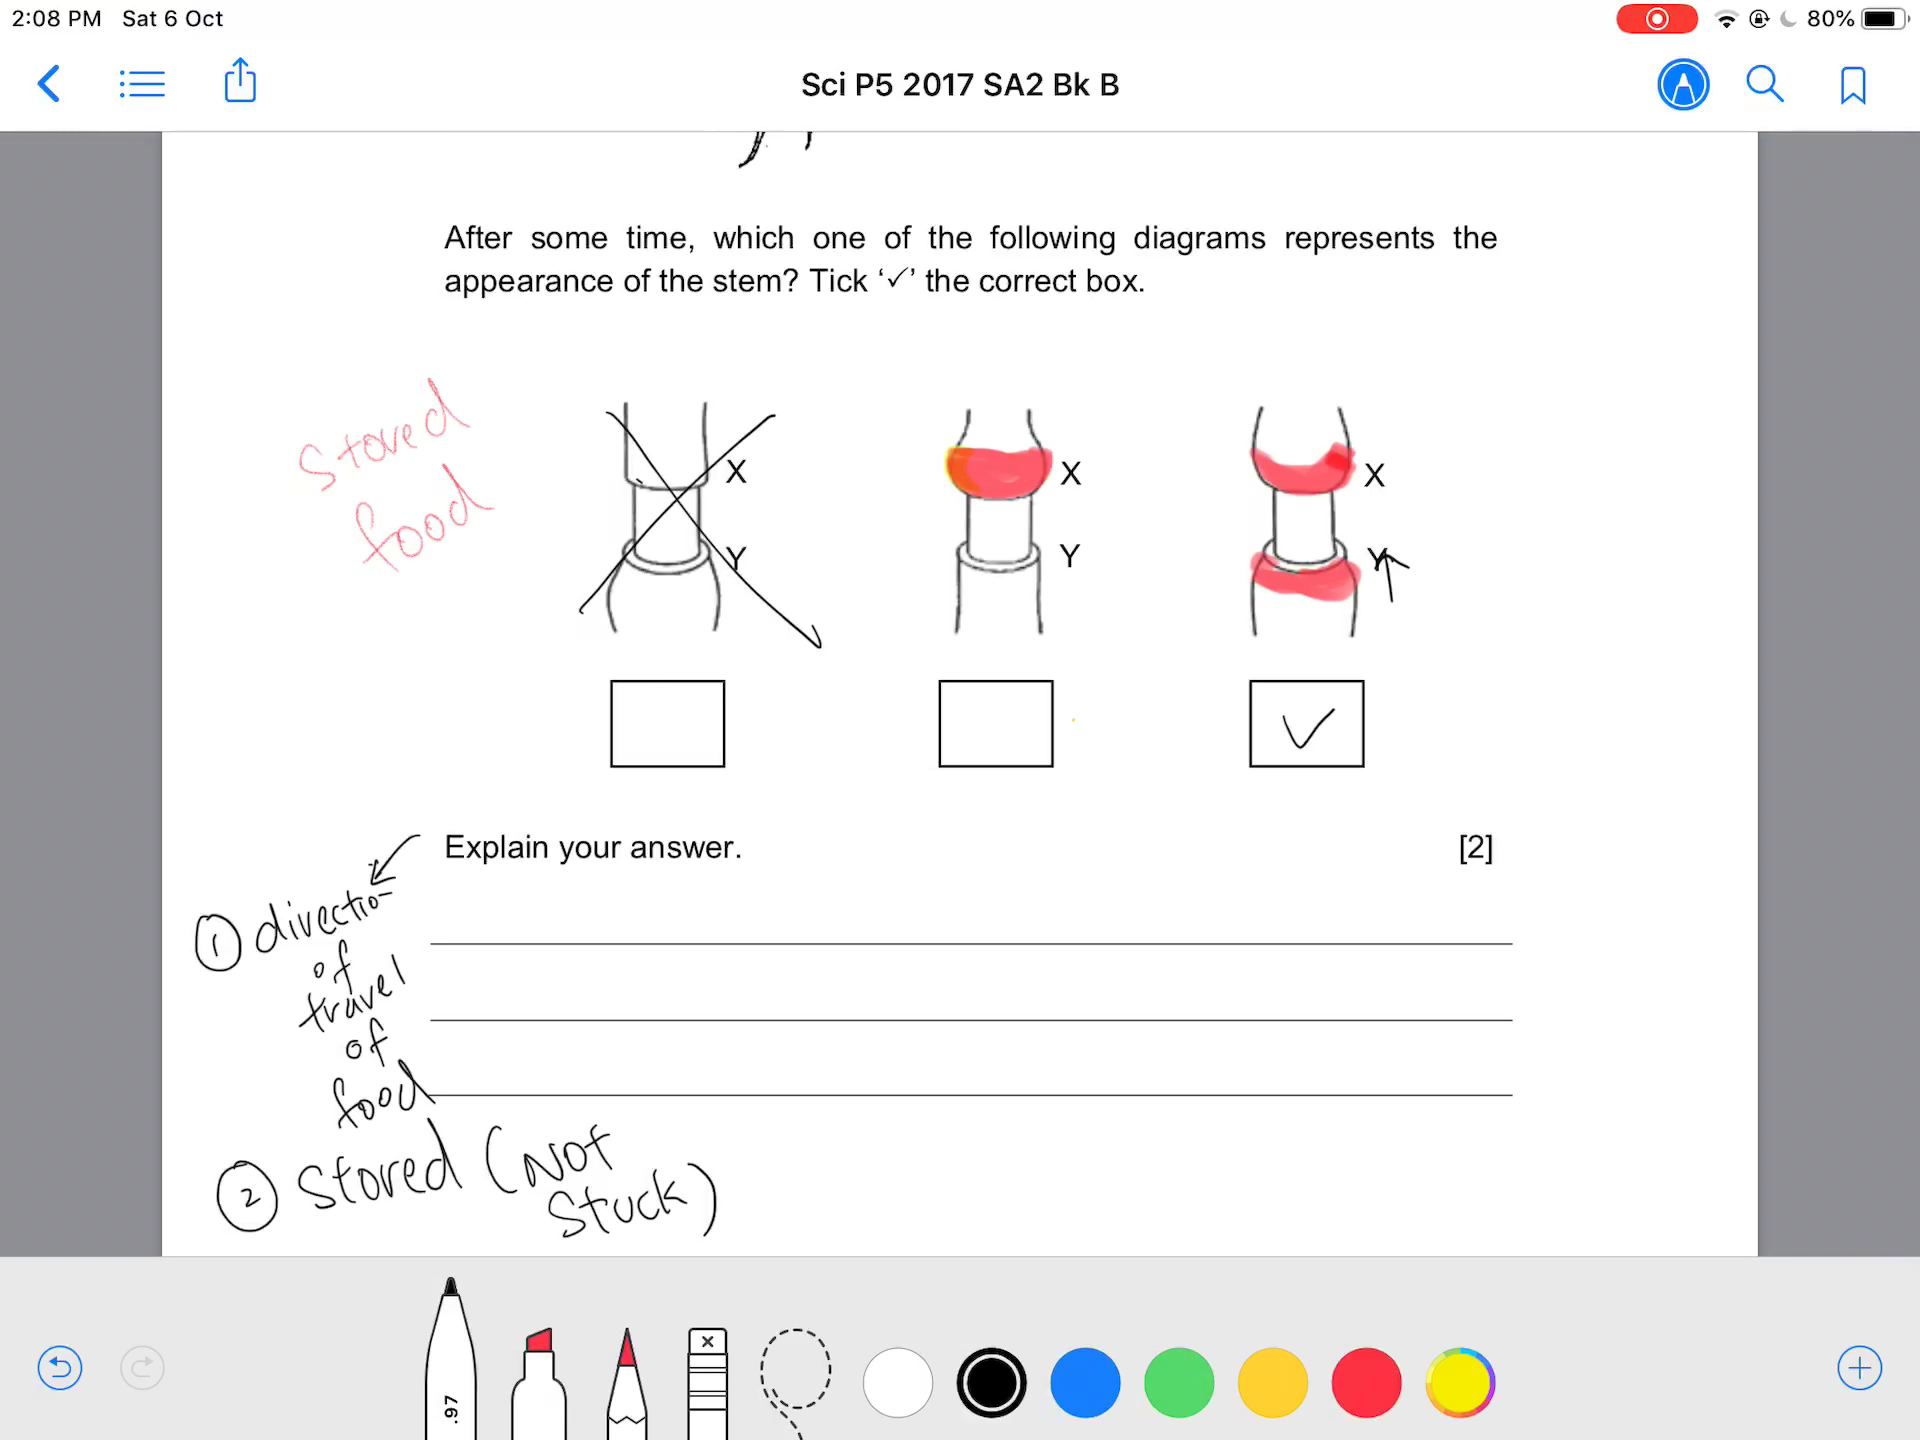 2:08 PM Sat 6 Oct
80%
Sci P5 2017 SA2 Bk B
After some time, which one of the following diagrams represents the
appearance of the stem? Tick ‘✓’ the correct box.
Stored
food
X
Y
X
Y
X
Y
✓
Explain your answer. [2]
① direction
of
travel
of
food
② Stored (NOT
Stuck)
.97